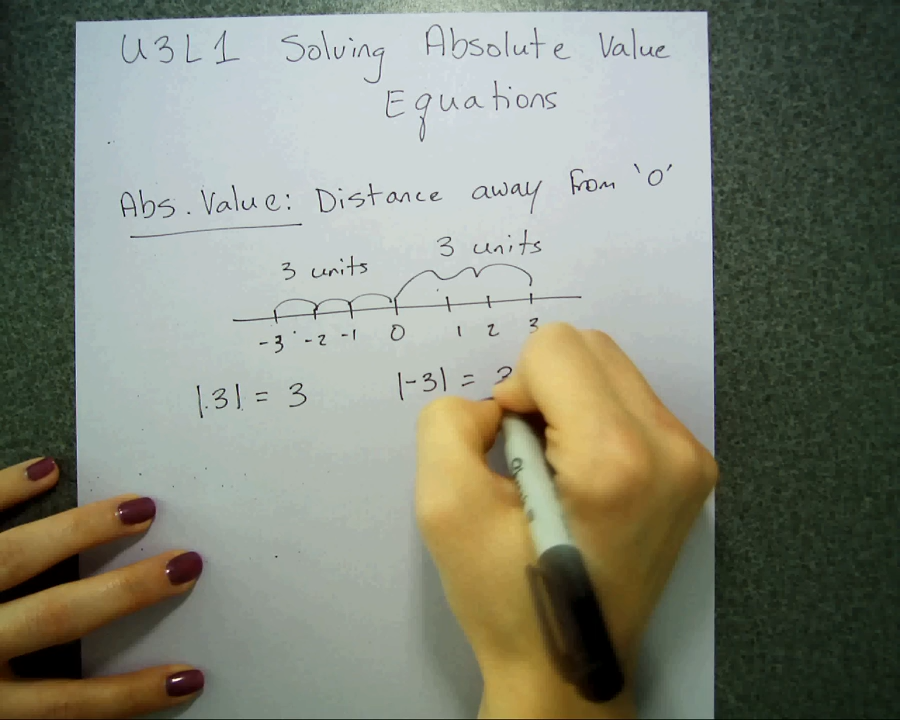 U3L1 Solving Absolute Value
Equations
Abs. Value: Distance away from '0'
3 units 3 units
-3 -2 -1 0 1 2 3
|3| = 3 |-3| = 3